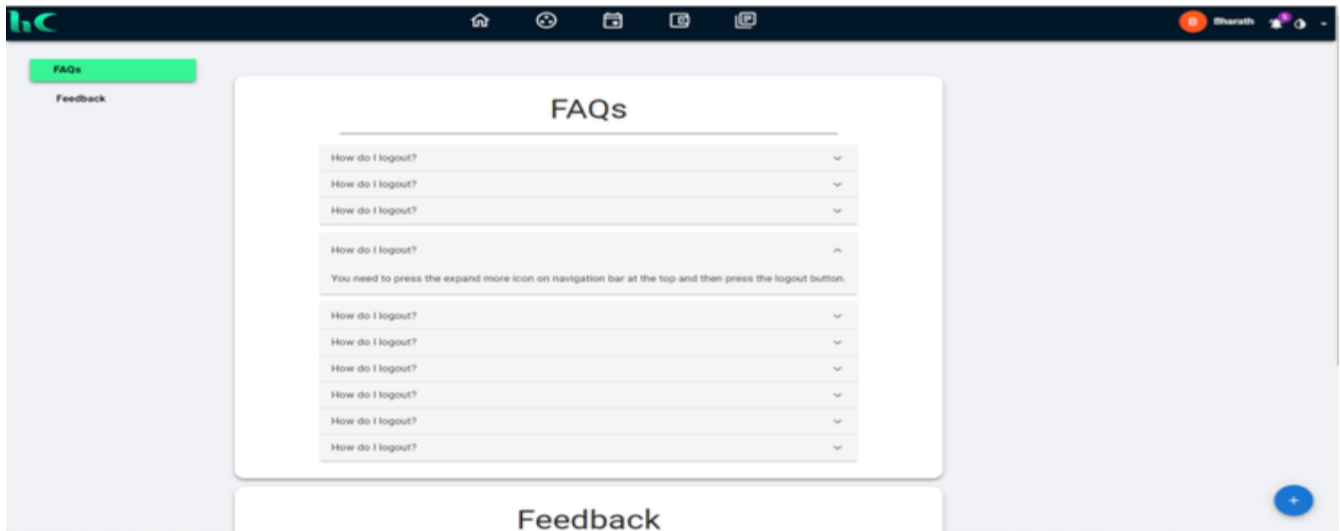 hC
Bharath
B
5
FAQs
Feedback
FAQs
How do I logout?
How do I logout?
How do I logout?
How do I logout?
You need to press the expand more icon on navigation bar at the top and then press the logout button.
How do I logout?
How do I logout?
How do I logout?
How do I logout?
How do I logout?
How do I logout?
Feedback